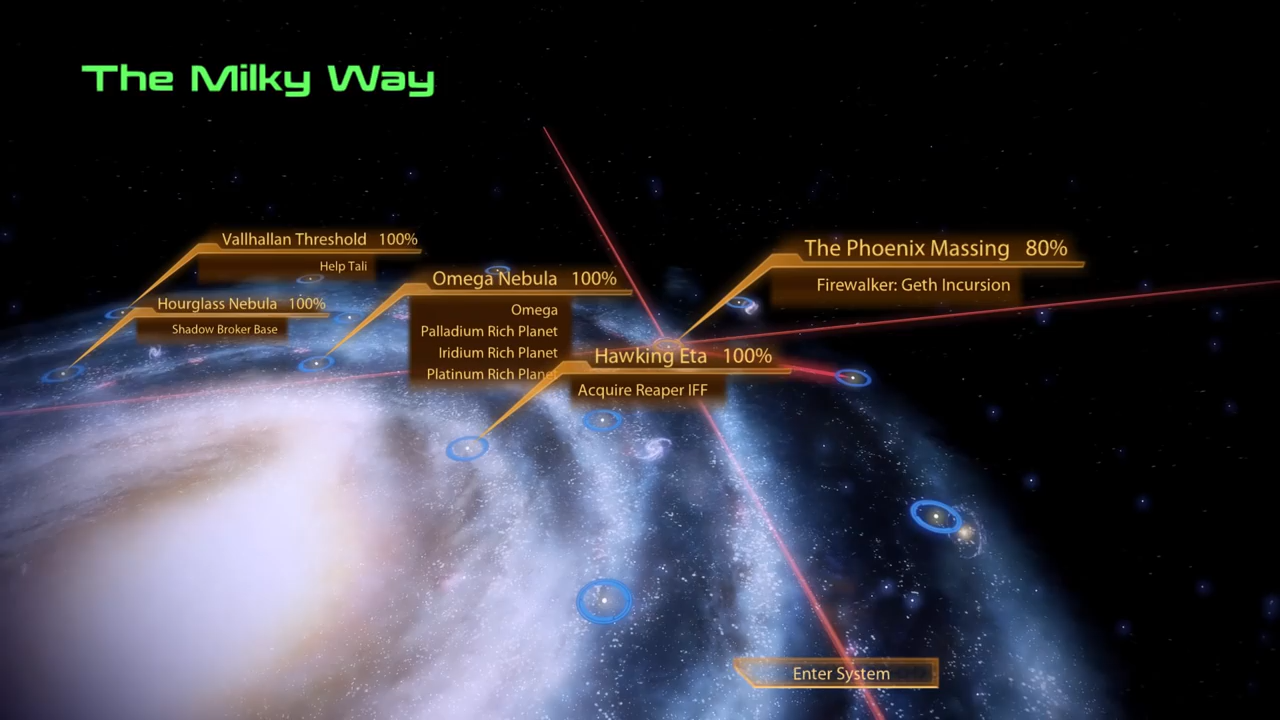 The Milky Way
Vallhallan Threshold 100%
Help Tali
Hourglass Nebula 100%
Shadow Broker Base
Omega Nebula 100%
Omega
Palladium Rich Planet
Iridium Rich Planet
Platinum Rich Planet
The Phoenix Massing 80%
Firewalker: Geth Incursion
Hawking Eta 100%
Acquire Reaper IFF
Enter System